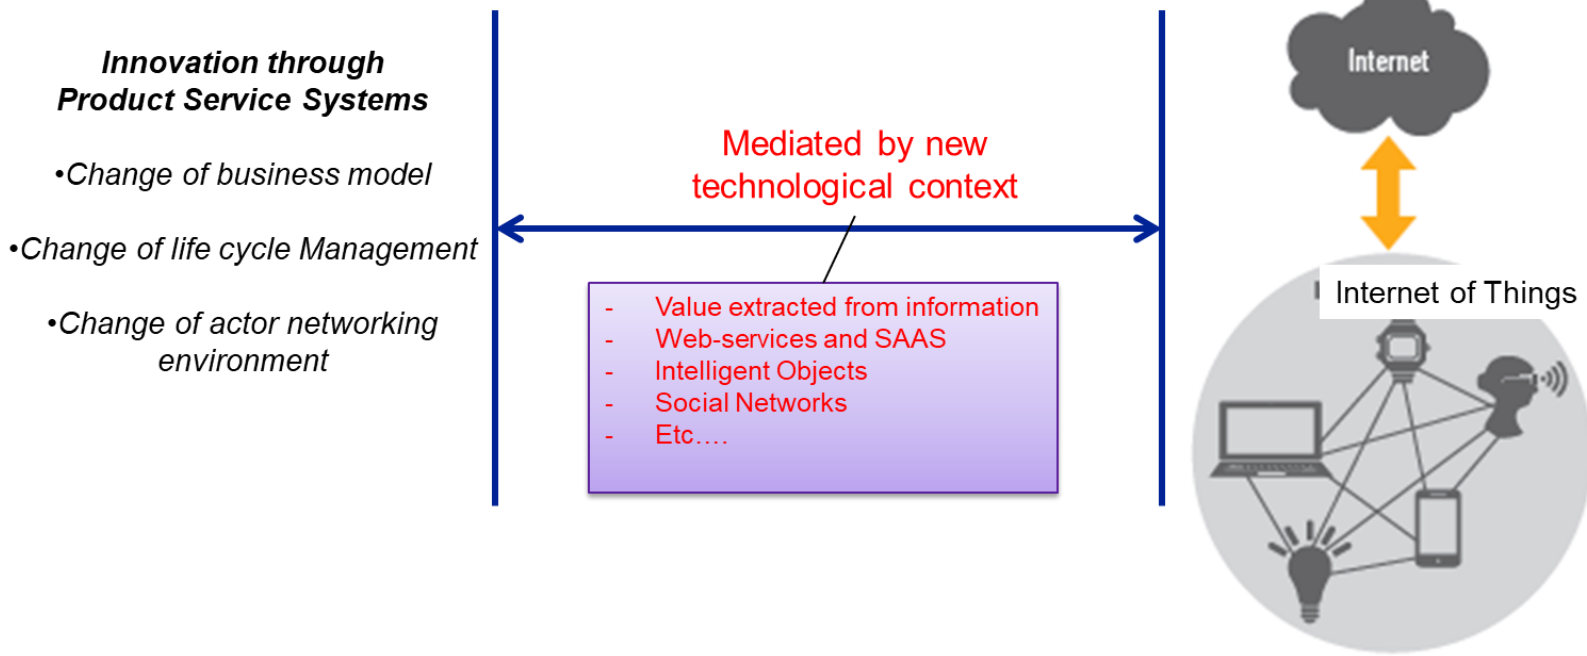 Innovation through
Product Service Systems
•Change of business model
•Change of life cycle Management
•Change of actor networking
environment
Mediated by new
technological context
- Value extracted from information
- Web-services and SAAS
- Intelligent Objects
- Social Networks
- Etc….
Internet
Internet of Things